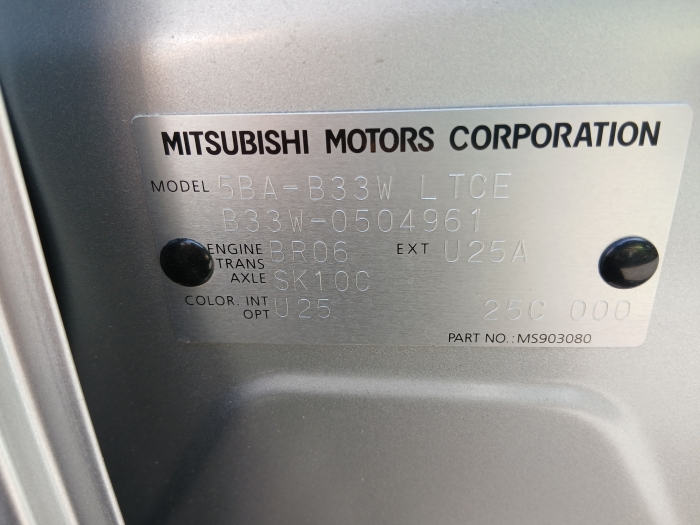 MITSUBISHI MOTORS CORPORATION
MODEL 5BA-B33W LTCE
B33W-0504961
ENGINE BR06 EXT U25A
TRANS
AXLE SK10C
COLOR. INT U25 25C 000
OPT
PART NO.:MS903080